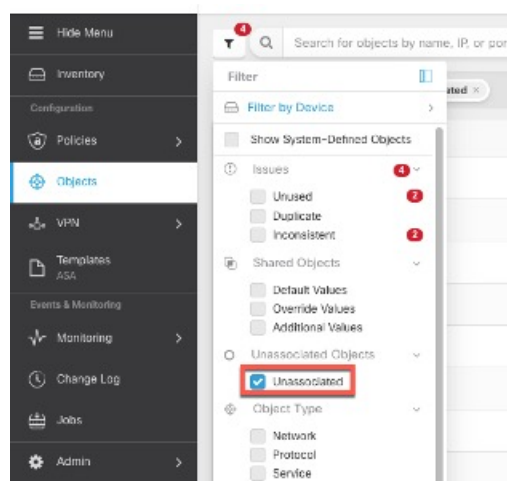 Hide Menu
Inventory
Configuration
Policies
Objects
VPN
Templates
ASA
Events & Monitoring
Monitoring
Change Log
Jobs
Admin
4
Search for objects by name, IP, or por
Filter
ated ×
Filter by Device
Show System-Defined Objects
Issues 4
Unused 2
Duplicate
Inconsistent 2
Shared Objects
Default Values
Override Values
Additional Values
Unassociated Objects
Unassociated
Object Type
Network
Protocol
Service